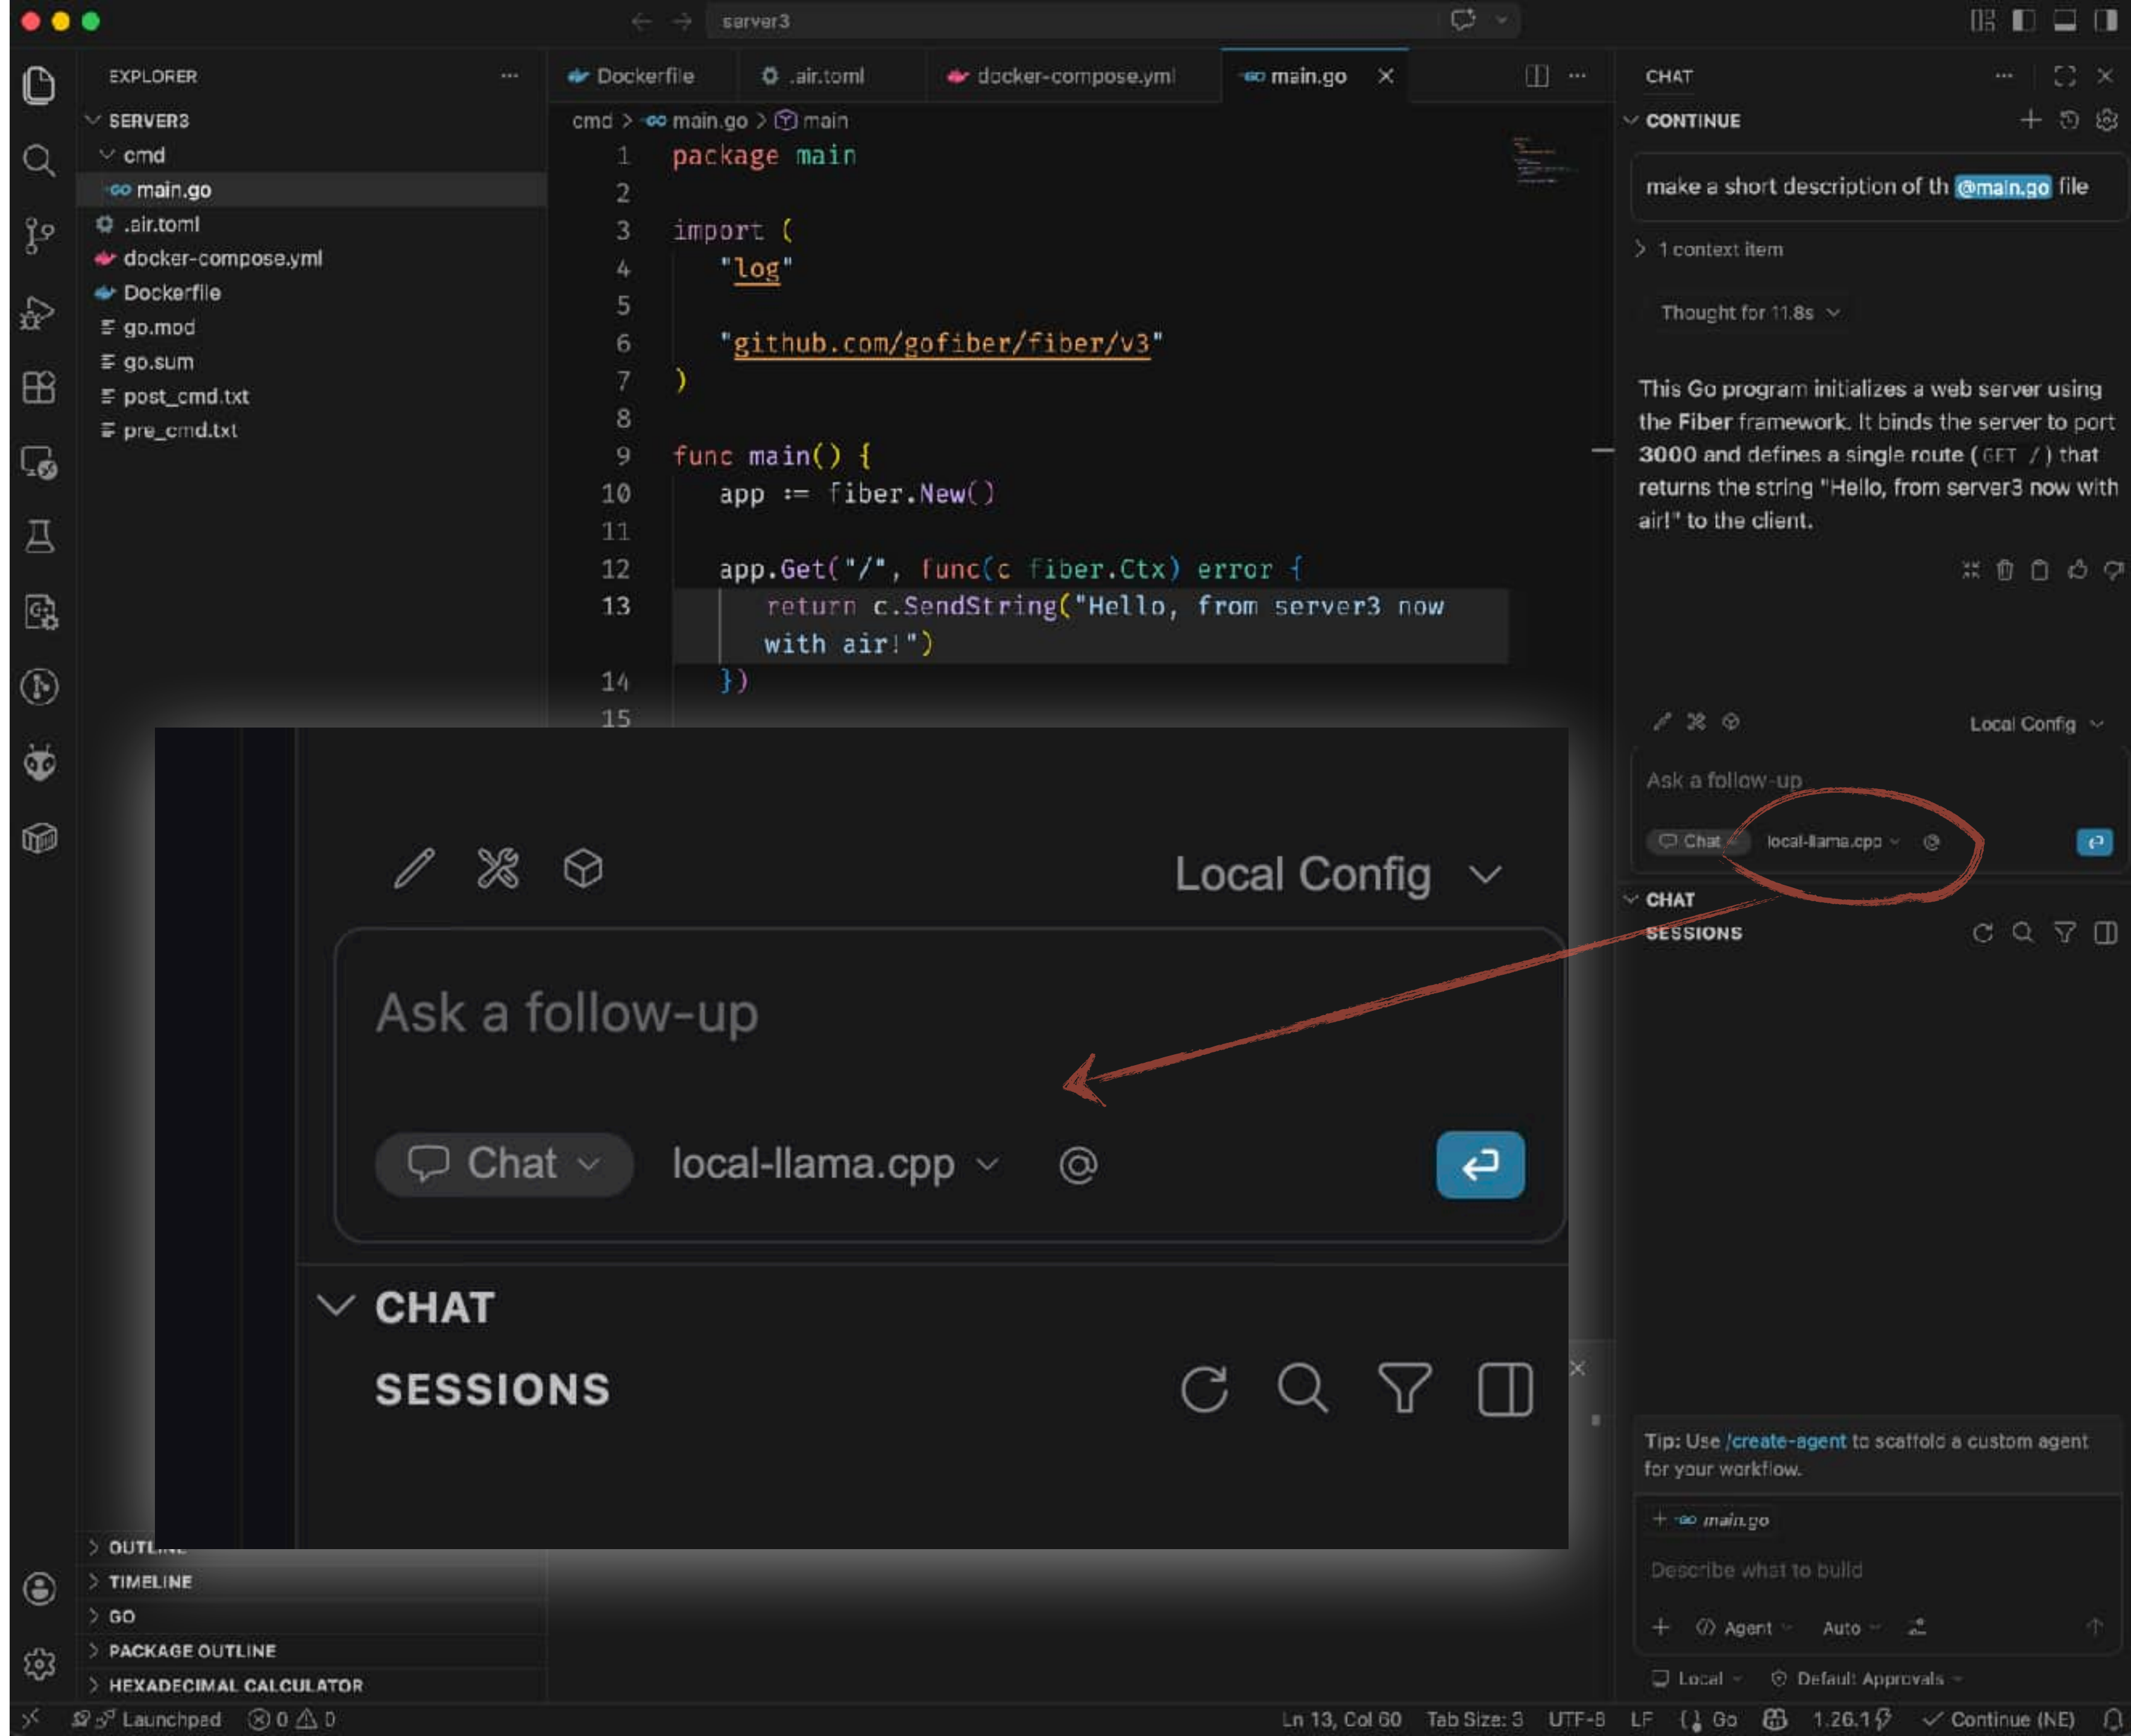 server3
EXPLORER
SERVER3
cmd
main.go
.air.toml
docker-compose.yml
Dockerfile
go.mod
go.sum
post_cmd.txt
pre_cmd.txt
Dockerfile
.air.toml
docker-compose.yml
main.go
cmd > main.go > main
1 package main
2
3 import (
4 "log"
5
6 "github.com/gofiber/fiber/v3"
7 )
8
9 func main() {
10 app := fiber.New()
11
12 app.Get("/", func(c fiber.Ctx) error {
13 return c.SendString("Hello, from server3 now
with air!")
14 })
15
CHAT
CONTINUE
make a short description of th @main.go file
1 context item
Thought for 11.8s
This Go program initializes a web server using
the Fiber framework. It binds the server to port
3000 and defines a single route ( GET / ) that
returns the string "Hello, from server3 now with
air!" to the client.
Local Config
Ask a follow-up
Chat local-llama.cpp @
CHAT
SESSIONS
Local Config
Ask a follow-up
Chat local-llama.cpp @
CHAT
SESSIONS
Tip: Use /create-agent to scaffold a custom agent
for your workflow.
+ main.go
Describe what to build
+ Agent Auto
Local Default Approvals
TIMELINE
GO
PACKAGE OUTLINE
HEXADECIMAL CALCULATOR
Launchpad 0 0
Ln 13, Col 60 Tab Size: 3 UTF-8 LF Go 1.26.1 Continue (NE)